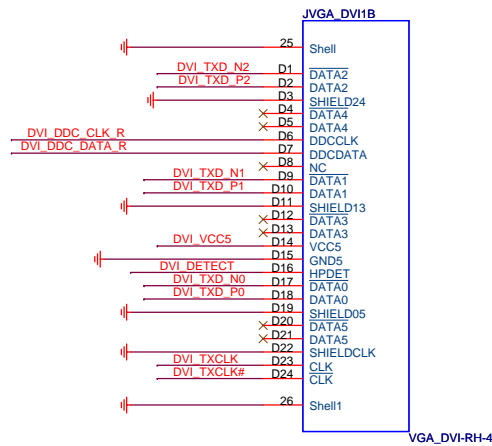 JVGA_DVI1B
25 Shell
DVI_TXD_N2 D1 DATA2
DVI_TXD_P2 D2 DATA2
D3 SHIELD24
D4 DATA4
D5 DATA4
DVI_DDC_CLK_R D6 DDCCLK
DVI_DDC_DATA_R D7 DDCDATA
D8 NC
DVI_TXD_N1 D9 DATA1
DVI_TXD_P1 D10 DATA1
D11 SHIELD13
D12 DATA3
D13 DATA3
DVI_VCC5 D14 VCC5
D15 GND5
DVI_DETECT D16 HPDET
DVI_TXD_N0 D17 DATA0
DVI_TXD_P0 D18 DATA0
D19 SHIELD05
D20 DATA5
D21 DATA5
D22 SHIELDCLK
DVI_TXCLK D23 CLK
DVI_TXCLK# D24 CLK
26 Shell1
VGA_DVI-RH-4